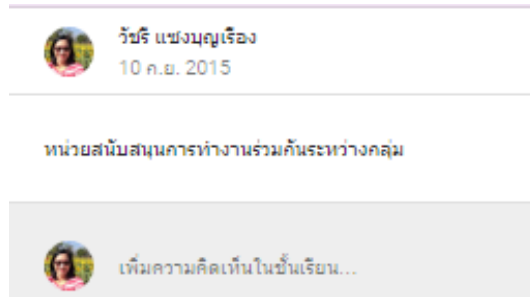 วัชรี แซงบุญเรือง
10 ก.ย. 2015
หน่วยสนับสนุนการทำงานร่วมกันระหว่างกลุ่ม
เพิ่มความคิดเห็นในชั้นเรียน...